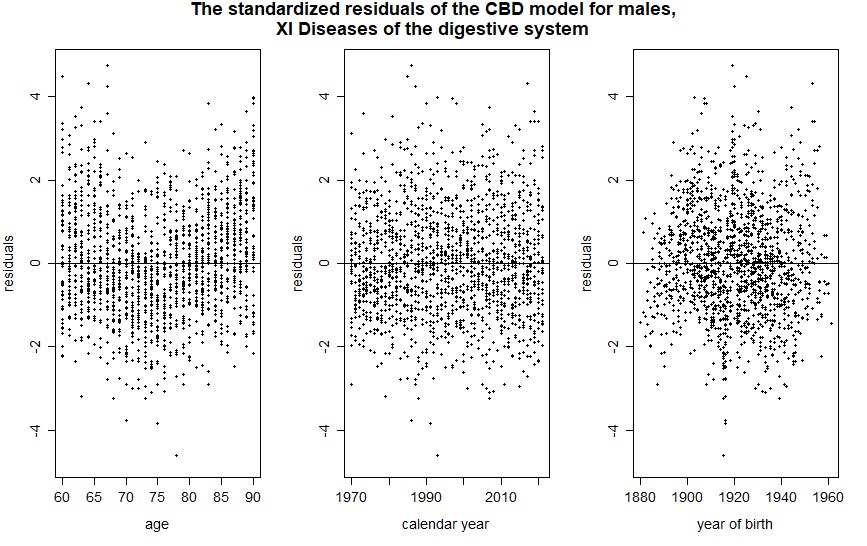 The standardized residuals of the CBD model for males,
XI Diseases of the digestive system
residuals
4
2
0
-2
-4
60 65 70 75 80 85 90
age
residuals
4
2
0
-2
-4
1970 1990 2010
calendar year
residuals
4
2
0
-2
-4
1880 1900 1920 1940 1960
year of birth